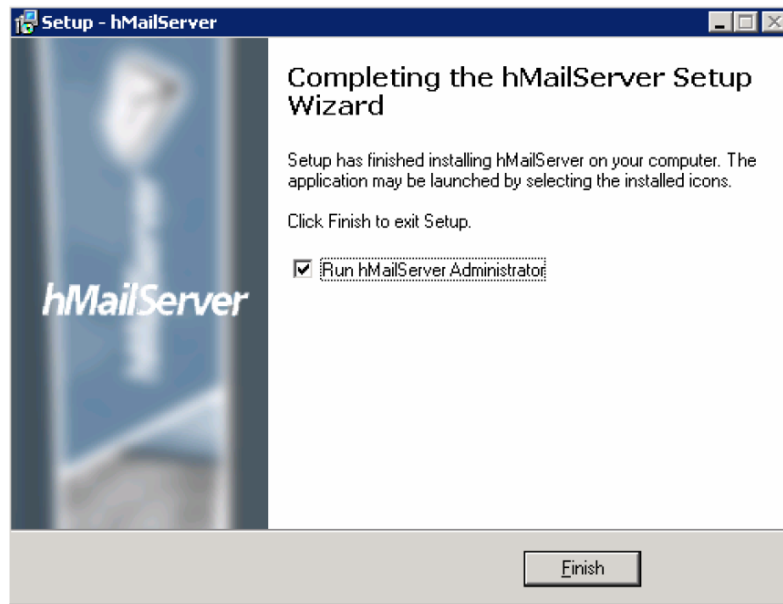 Setup - hMailServer
Completing the hMailServer Setup
Wizard
Setup has finished installing hMailServer on your computer. The
application may be launched by selecting the installed icons.
Click Finish to exit Setup.
Run hMailServer Administrator
hMailServer
Finish